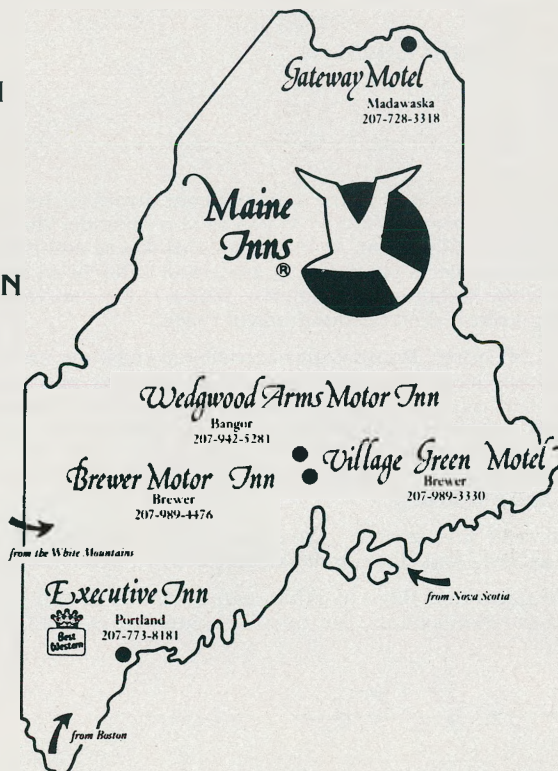 Gateway Motel
Madawaska
207-728-3318
Maine
Inns
®
N
Wedgwood Arms Motor Inn
Bangor
207-942-5281
Village Green Motel
Brewer
207-989-3330
Brewer Motor Inn
Brewer
207-989-4476
from the White Mountains
from Nova Scotia
Executive Inn
Best
Western
Portland
207-773-8181
from Boston